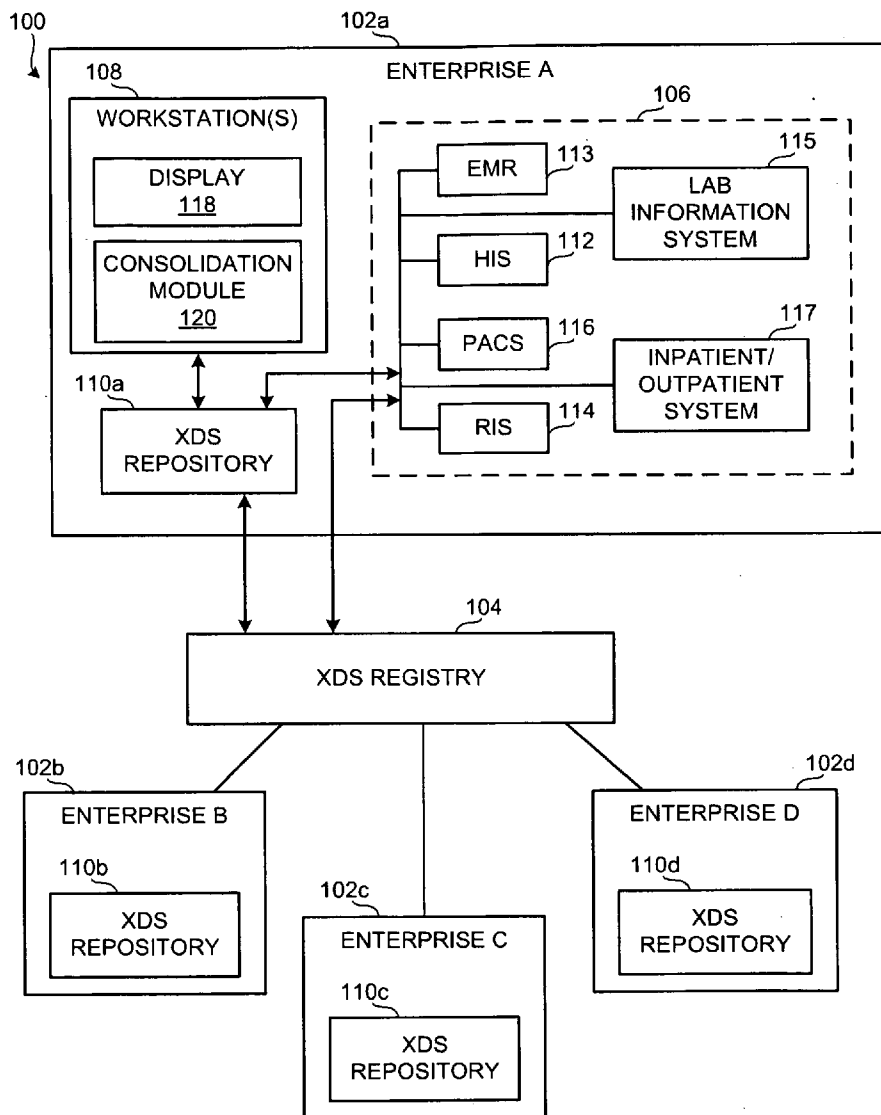 100
102a
ENTERPRISE A
108
WORKSTATION(S)
DISPLAY
118
CONSOLIDATION
MODULE
120
106
EMR
113
115
LAB
INFORMATION
SYSTEM
HIS
112
PACS
116
117
INPATIENT/
OUTPATIENT
SYSTEM
RIS
114
110a
XDS
REPOSITORY
104
XDS REGISTRY
102b
ENTERPRISE B
110b
XDS
REPOSITORY
102c
ENTERPRISE C
110c
XDS
REPOSITORY
102d
ENTERPRISE D
110d
XDS
REPOSITORY